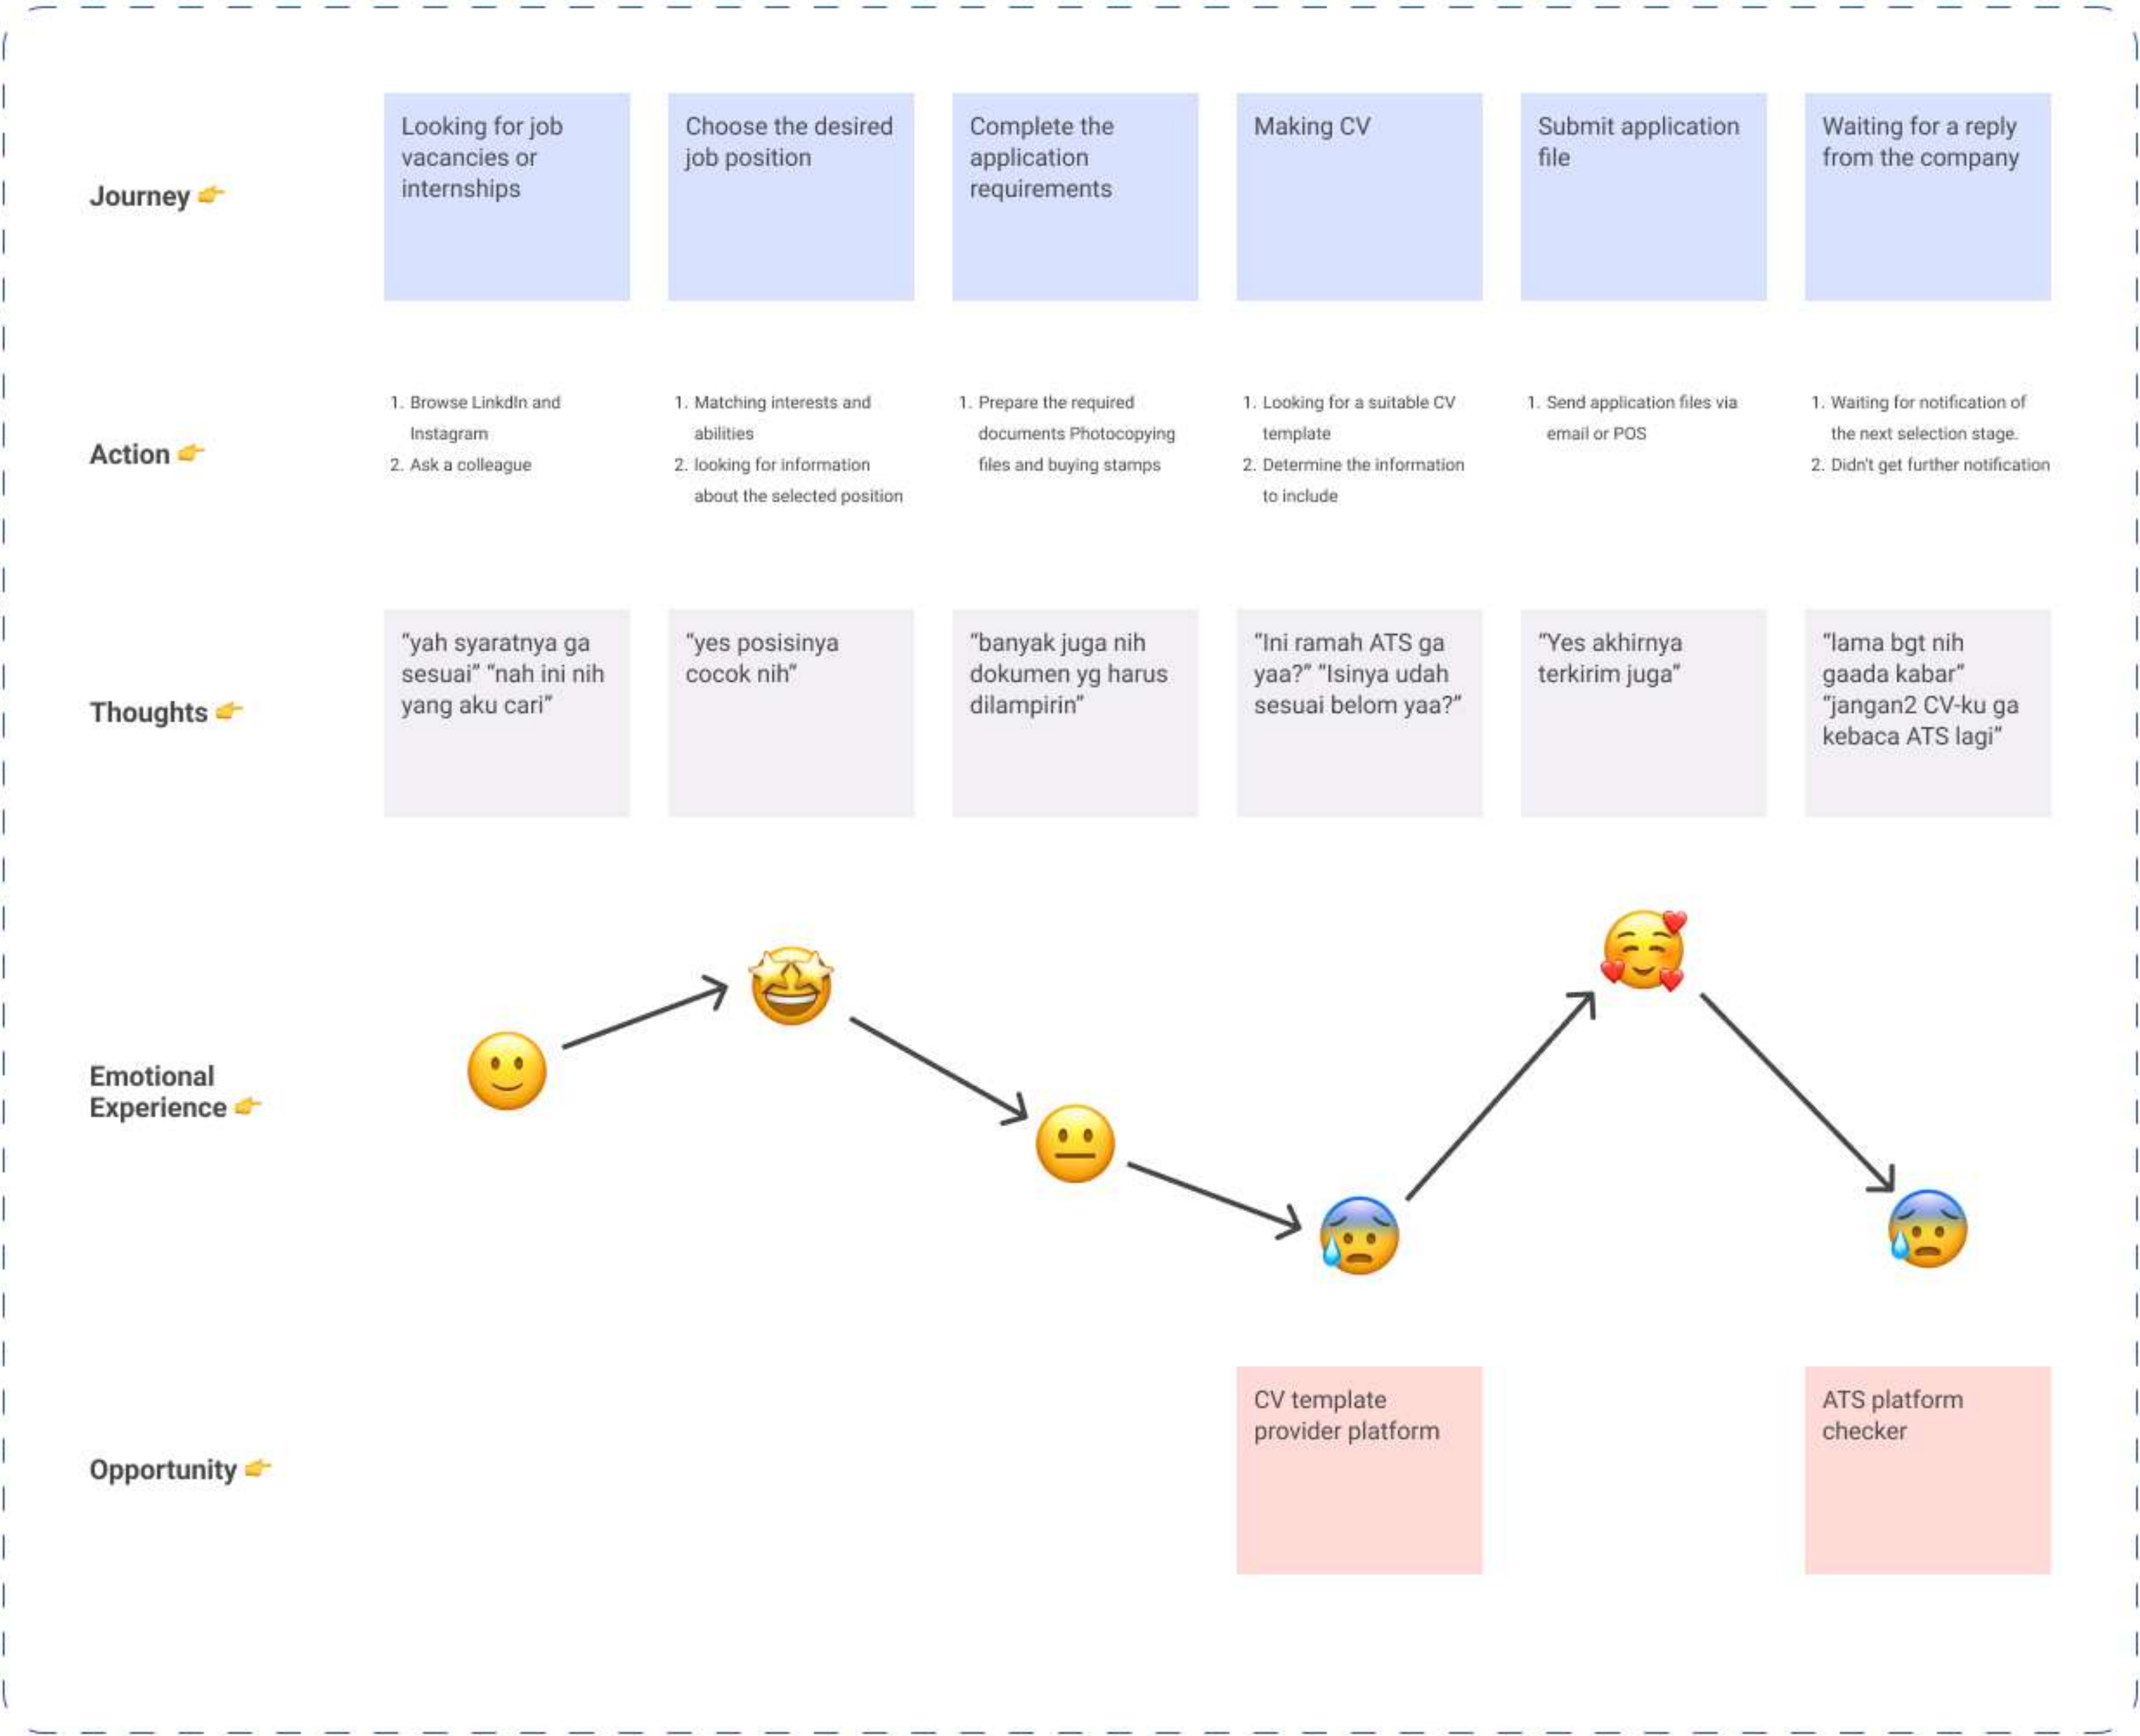 Journey 👉
Looking for job
vacancies or
internships
Choose the desired
job position
Complete the
application
requirements
Making CV
Submit application
file
Waiting for a reply
from the company
Action 👉
1. Browse LinkdIn and
Instagram
2. Ask a colleague
1. Matching interests and
abilities
2. looking for information
about the selected position
1. Prepare the required
documents Photocopying
files and buying stamps
1. Looking for a suitable CV
template
2. Determine the information
to include
1. Send application files via
email or POS
1. Waiting for notification of
the next selection stage.
2. Didn't get further notification
Thoughts 👉
“yah syaratnya ga
sesuai” “nah ini nih
yang aku cari”
“yes posisinya
cocok nih”
“banyak juga nih
dokumen yg harus
dilampirin”
“Ini ramah ATS ga
yaa?” “Isinya udah
sesuai belom yaa?”
“Yes akhirnya
terkirim juga”
“lama bgt nih
gaada kabar”
“jangan2 CV-ku ga
kebaca ATS lagi”
Emotional
Experience 👉
Opportunity 👉
CV template
provider platform
ATS platform
checker